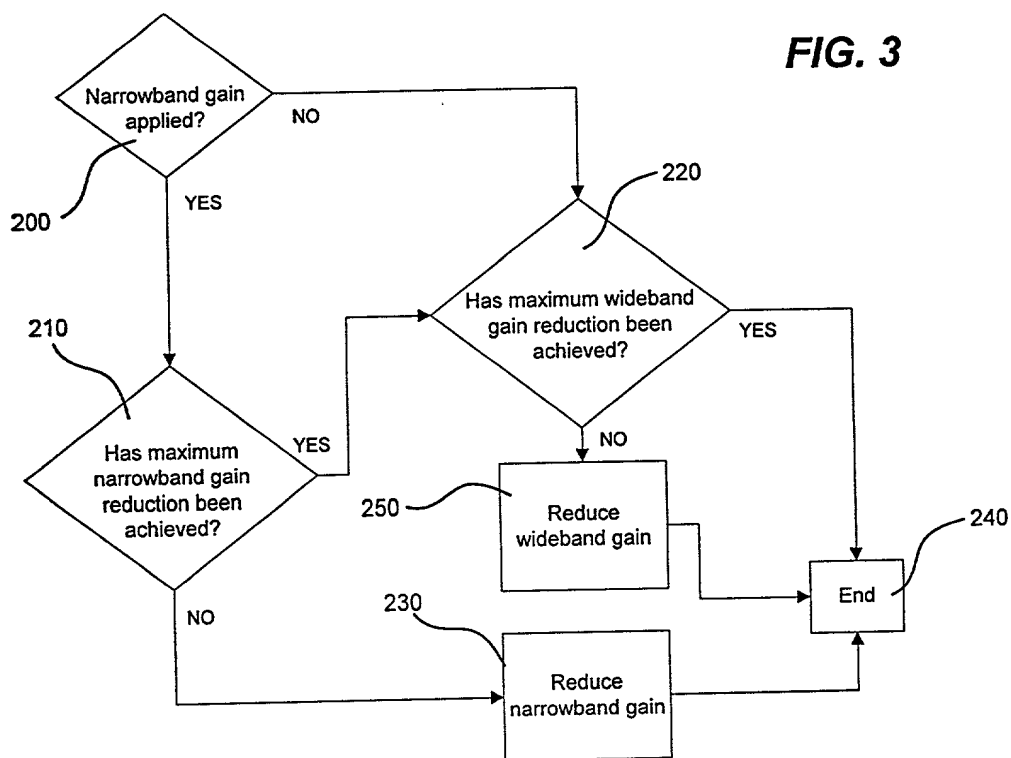 FIG. 3
Narrowband gain
applied?
NO
200
YES
220
Has maximum wideband
gain reduction been
achieved?
YES
210
Has maximum
narrowband gain
reduction been
achieved?
YES
NO
250
Reduce
wideband gain
240
End
NO
230
Reduce
narrowband gain